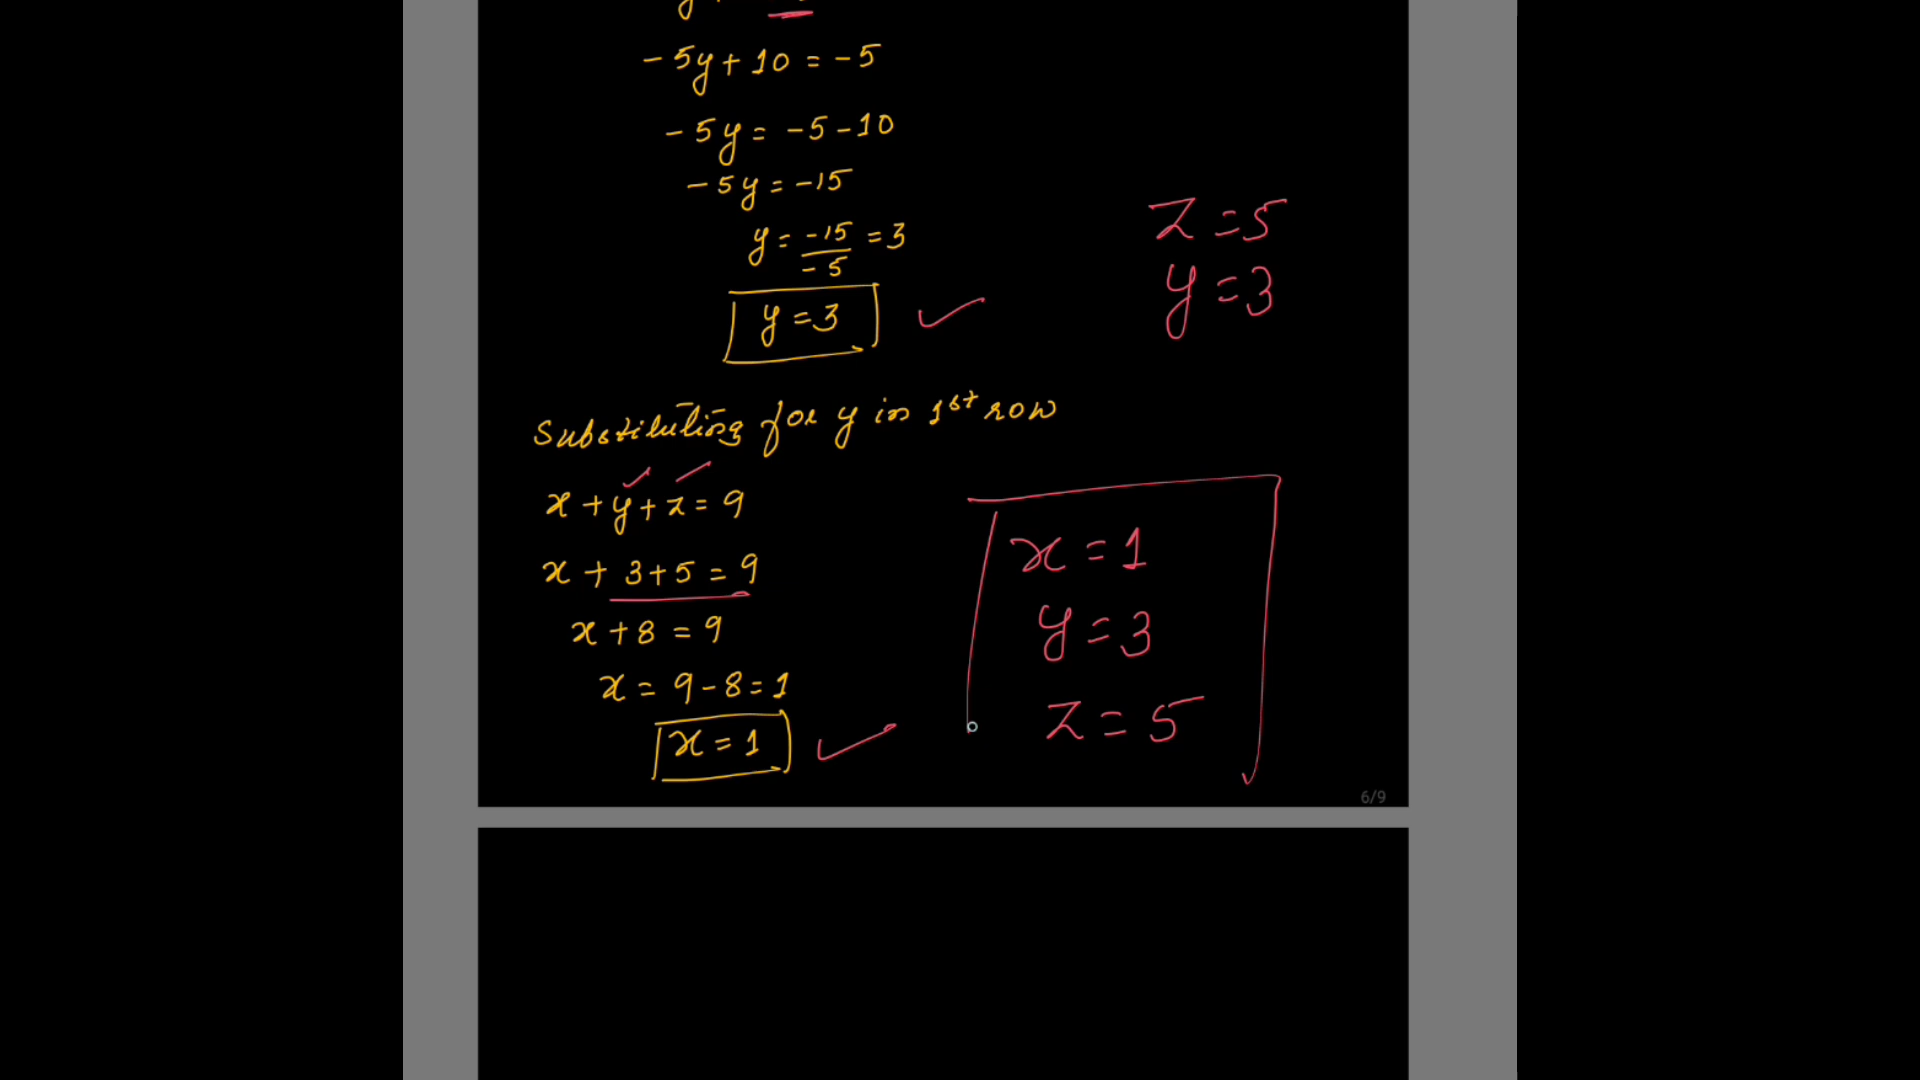 -5y + 10 = -5
-5y = -5-10
-5y = -15
y = -15/-5 = 3
y = 3
z = 5
y = 3
Substituting for y in 1st row
x + y + z = 9
x + 3+5 = 9
x + 8 = 9
x = 9-8 = 1
x = 1
x = 1
y = 3
z = 5
6/9